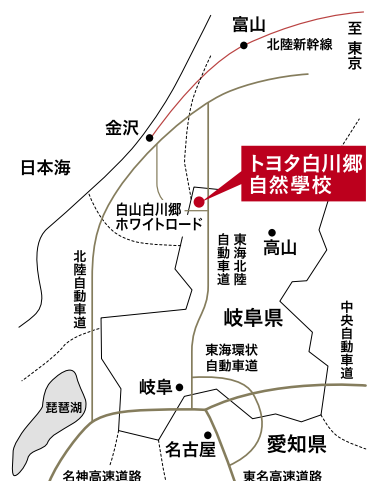 富山
北陸新幹線
至
東京
金沢
日本海
トヨタ白川郷
自然學校
白山白川郷
ホワイトロード
高山
東海北陸
自動車道
北陸自動車道
岐阜県
中央自動車道
東海環状
自動車道
岐阜
琵琶湖
名古屋
愛知県
名神高速道路
東名高速道路